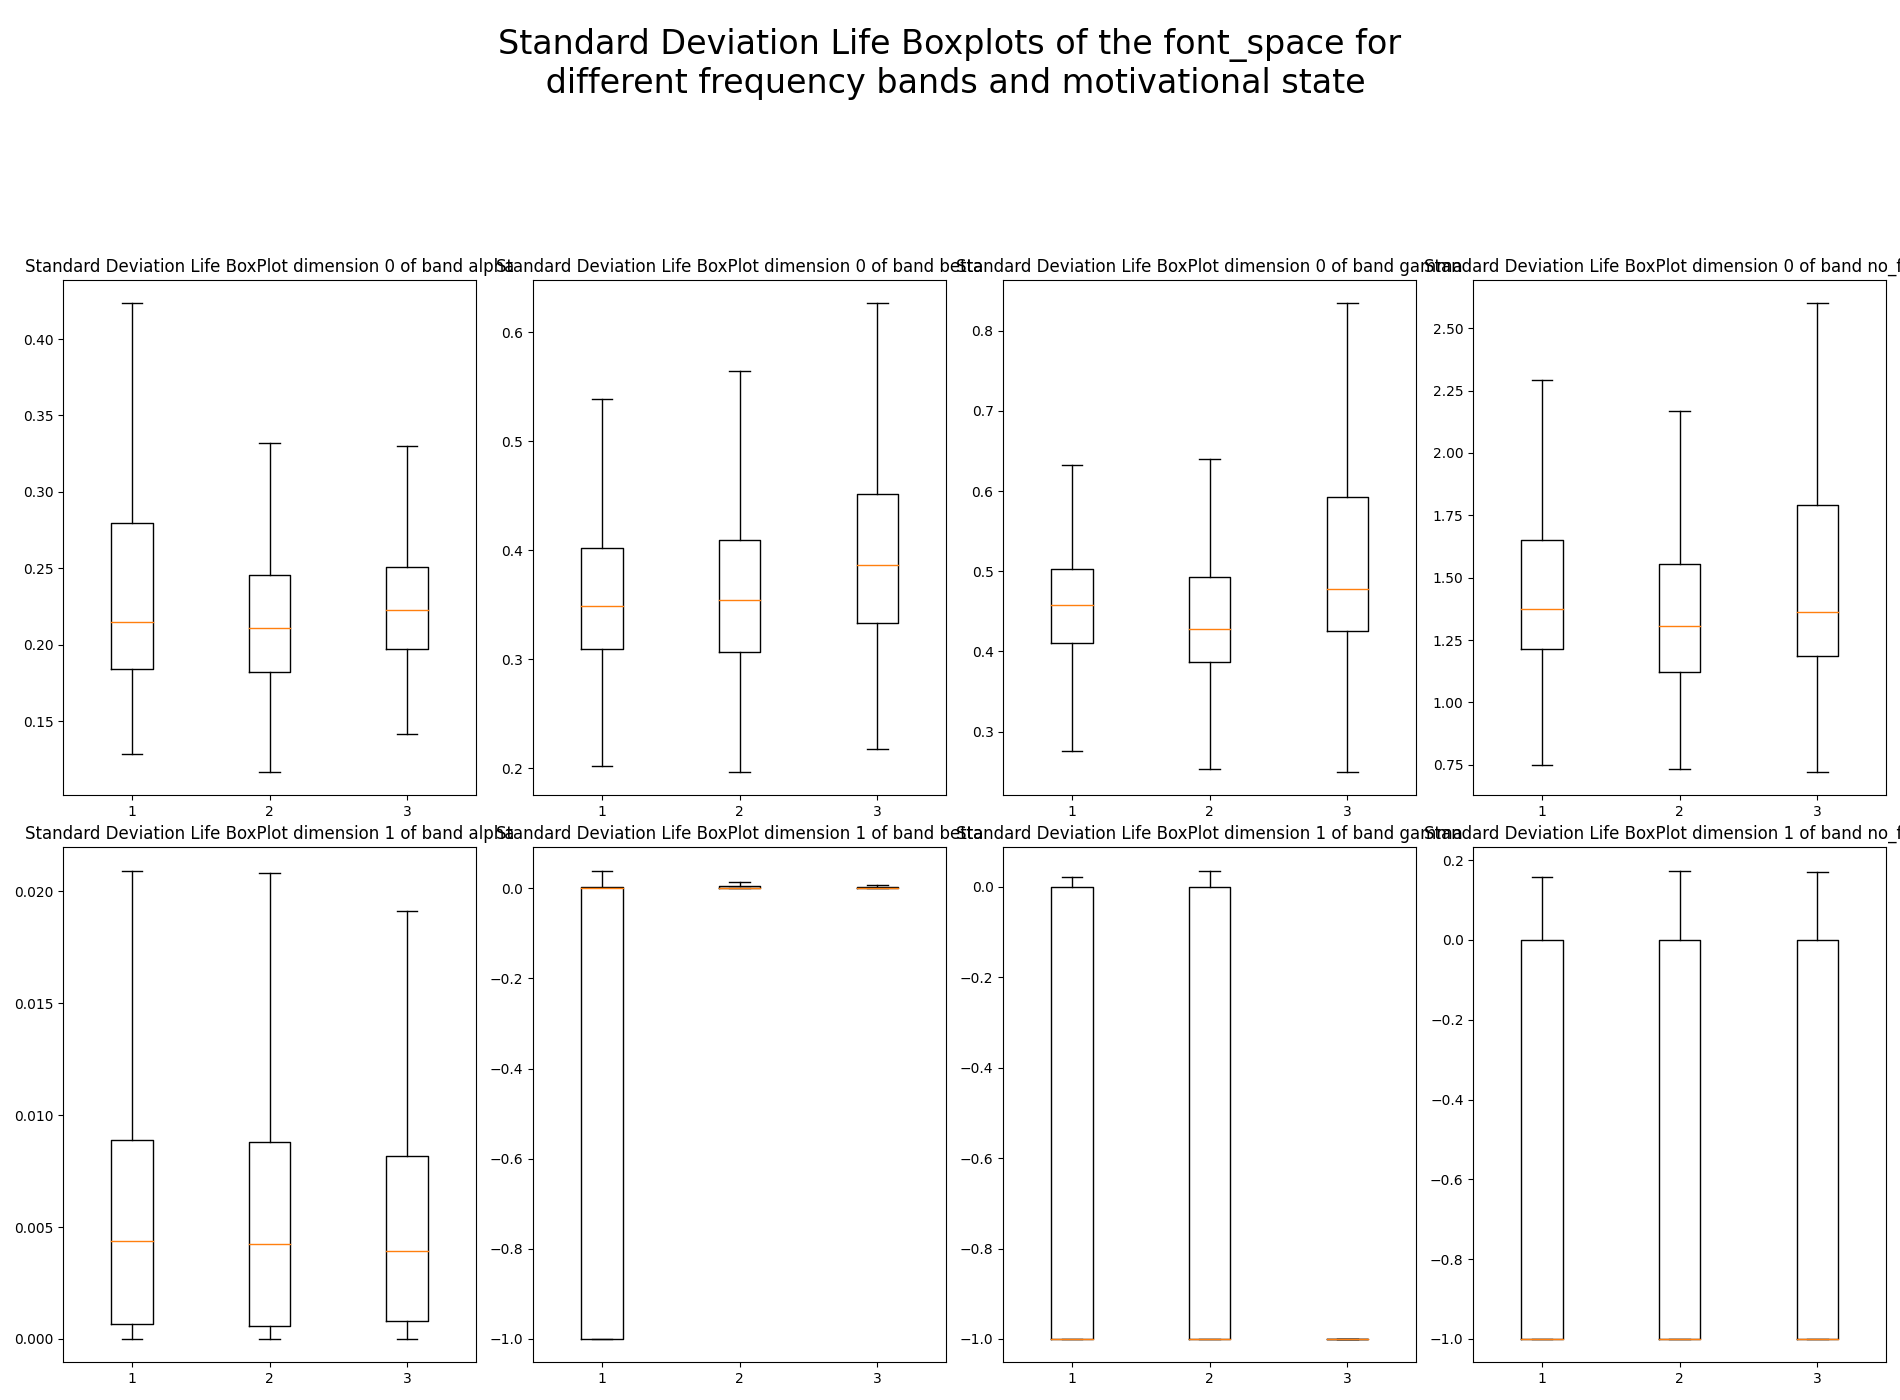 Standard Deviation Life Boxplots of the font_space for
different frequency bands and motivational state
Standard Deviation Life BoxPlot dimension 0 of band alpha
0.40
0.35
0.30
0.25
0.20
0.15
1 2 3
Standard Deviation Life BoxPlot dimension 0 of band beta
0.6
0.5
0.4
0.3
0.2
1 2 3
Standard Deviation Life BoxPlot dimension 0 of band gamma
0.8
0.7
0.6
0.5
0.4
0.3
1 2 3
Standard Deviation Life BoxPlot dimension 0 of band no_f
2.50
2.25
2.00
1.75
1.50
1.25
1.00
0.75
1 2 3
Standard Deviation Life BoxPlot dimension 1 of band alpha
0.020
0.015
0.010
0.005
0.000
1 2 3
Standard Deviation Life BoxPlot dimension 1 of band beta
0.0
−0.2
−0.4
−0.6
−0.8
−1.0
1 2 3
Standard Deviation Life BoxPlot dimension 1 of band gamma
0.0
−0.2
−0.4
−0.6
−0.8
−1.0
1 2 3
Standard Deviation Life BoxPlot dimension 1 of band no_f
0.2
0.0
−0.2
−0.4
−0.6
−0.8
−1.0
1 2 3